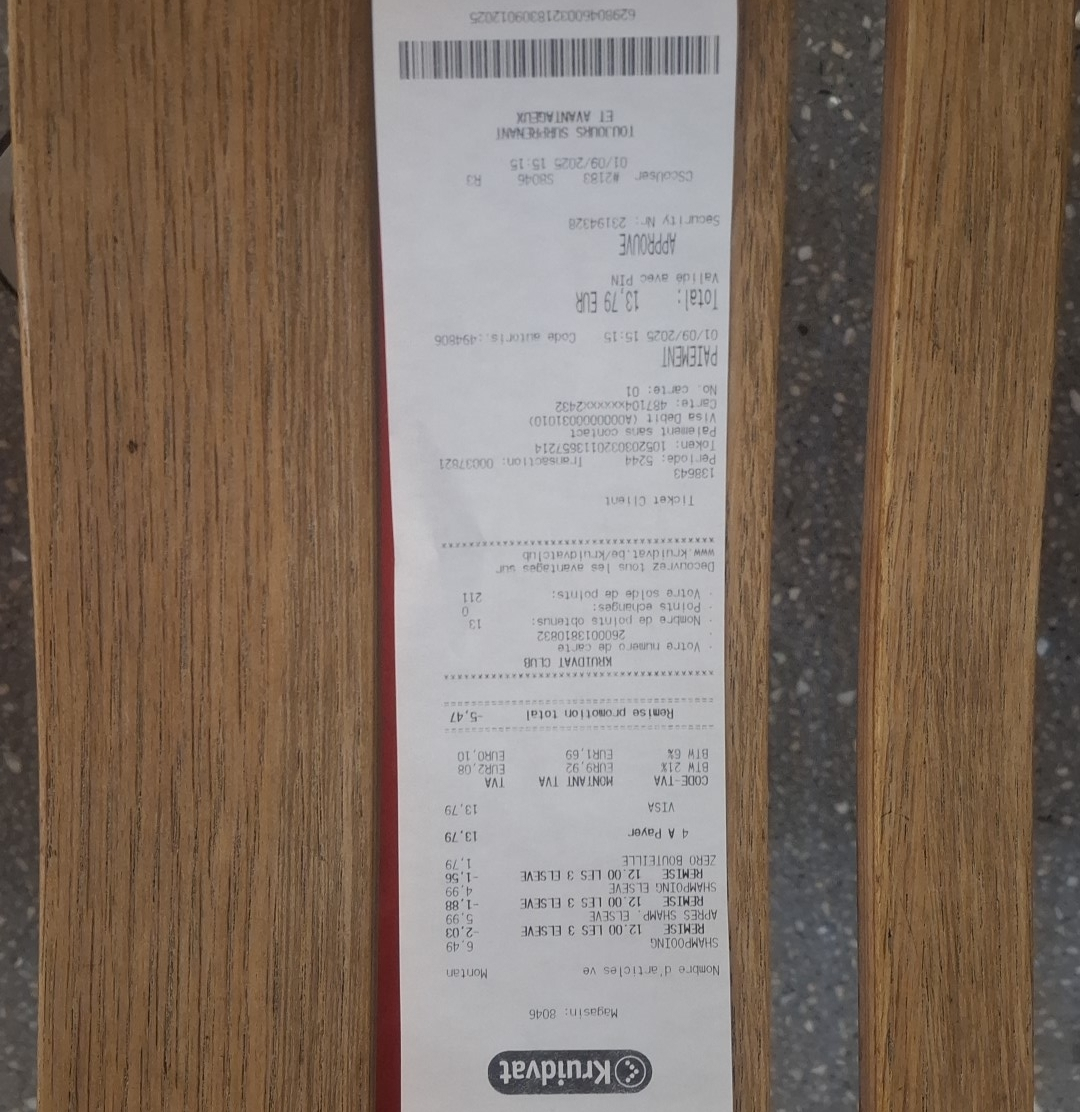 Kruidvat
Magasin: 8046
Nombre d'articles ve Montan
SHAMPOOING 6,49
REMISE 12.00 LES 3 ELSEVE -2,03
APRES SHAMP. ELSEVE 5,99
REMISE 12.00 LES 3 ELSEVE -1,88
SHAMPOING ELSEVE 4,99
REMISE 12.00 LES 3 ELSEVE -1,56
ZERO BOUTEILLE 1,79
4 A Payer 13,79
VISA 13,79
CODE-TVA MONTANT TVA TVA
BTW 21% EUR9,92 EUR2,08
BTW 6% EUR1,69 EUR0,10
==================================
Remise promotion total -5,47
==================================
*****************************************
KRUIDVAT CLUB
· Votre numero de carte
· 2600013810832
· Nombre de points obtenus: 13
· Points echanges: 0
· Votre solde de points: 211
Decouvrez tous les avantages sur
www.kruidvat.be/kruidvatclub
*****************************************
Ticket Client
138643
Periode: 5244 Transaction: 00037821
Token: 1052030320113657214
Paiement sans contact
Visa Debit (A0000000031010)
Carte: 487104xxxxxx2432
No. carte: 01
PAIEMENT
01/09/2025 15:15 Code autoris.:494606
Total: 13,79 EUR
Valide avec PIN
APPROUVE
Security Nr: 23194328
CScoUser #2183 S8046 R3
01/09/2025 15:15
TOUJOURS SURPRENANT
ET AVANTAGEUX
6298046003218309012025